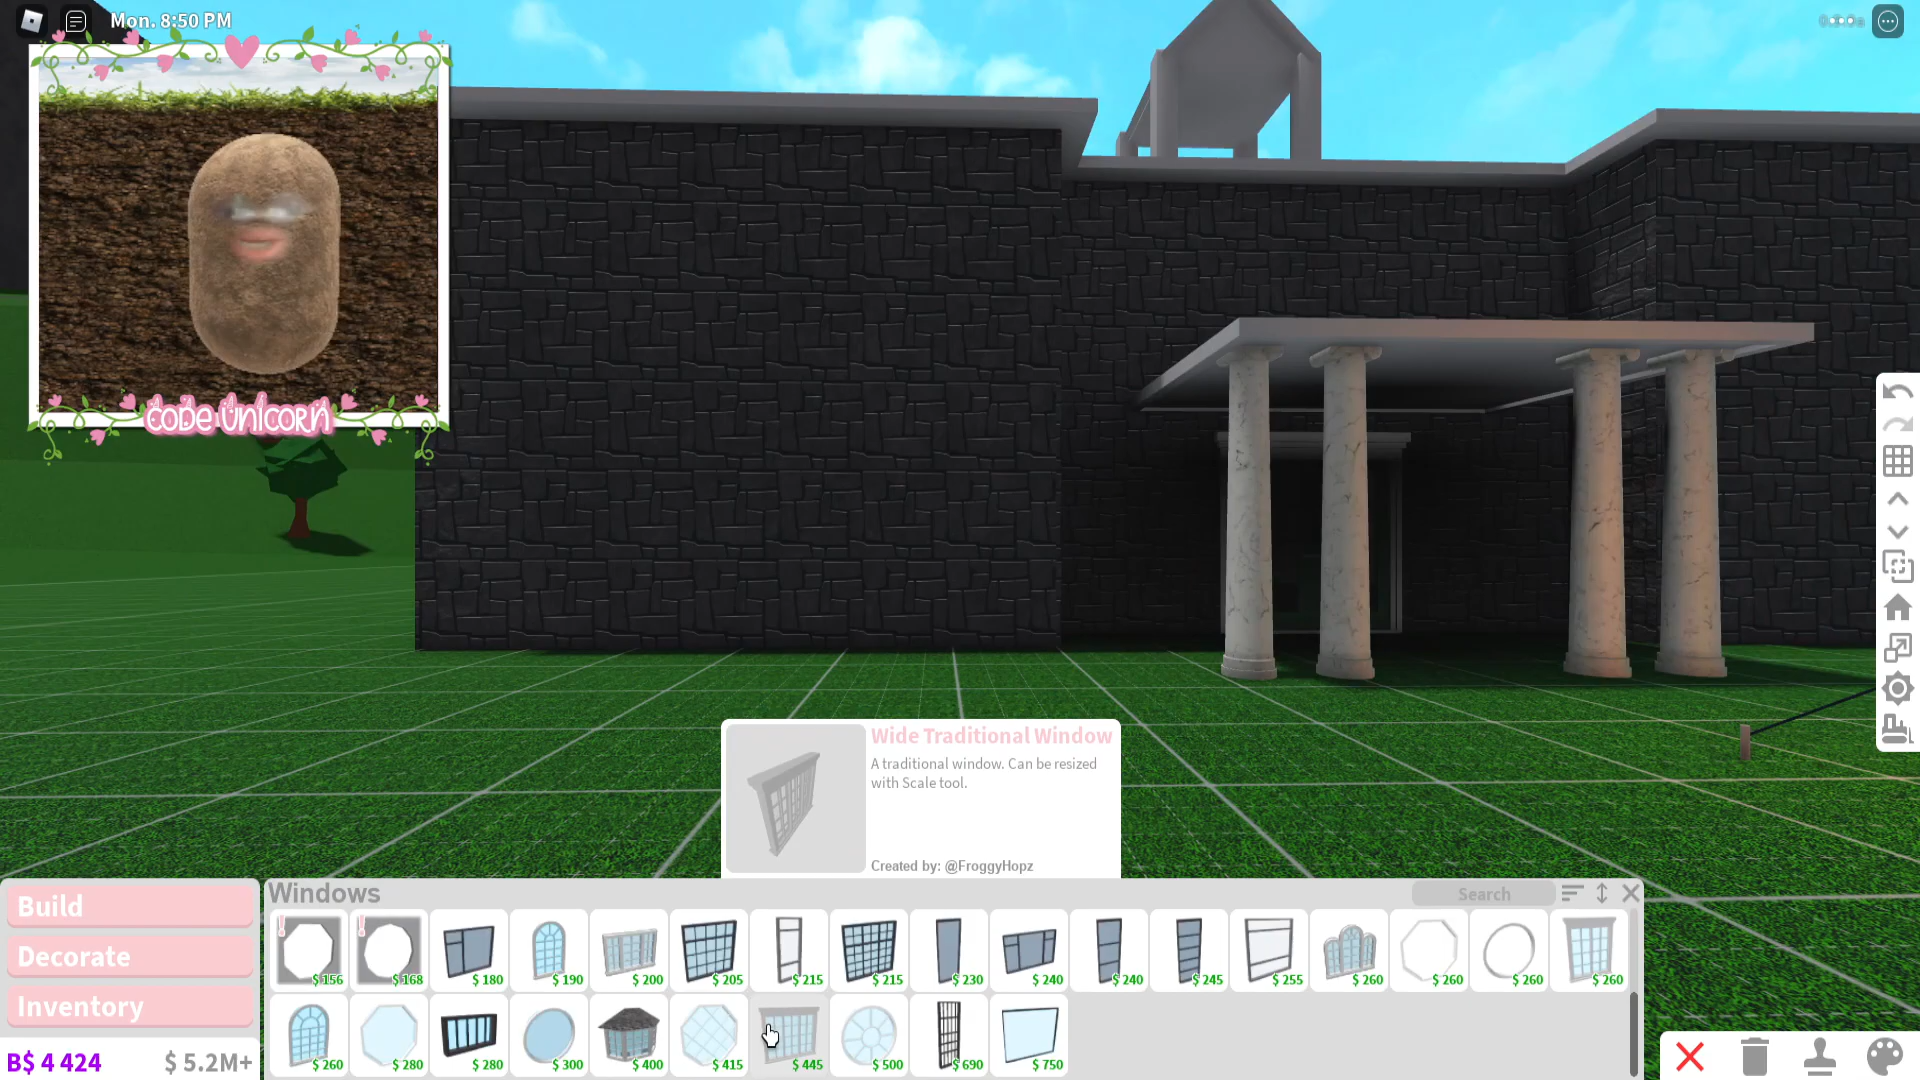 Mon. 8:50 PM
CODE UNICORN
Wide Traditional Window
A traditional window. Can be resized
with Scale tool.
Created by: @FroggyHopz
Build
Decorate
Inventory
B$ 4 424
$ 5.2M+
Windows
Search
$ 156
$ 168
$ 180
$ 190
$ 200
$ 205
$ 215
$ 215
$ 230
$ 240
$ 240
$ 245
$ 255
$ 260
$ 260
$ 260
$ 260
$ 260
$ 280
$ 280
$ 300
$ 400
$ 415
$ 445
$ 500
$ 690
$ 750